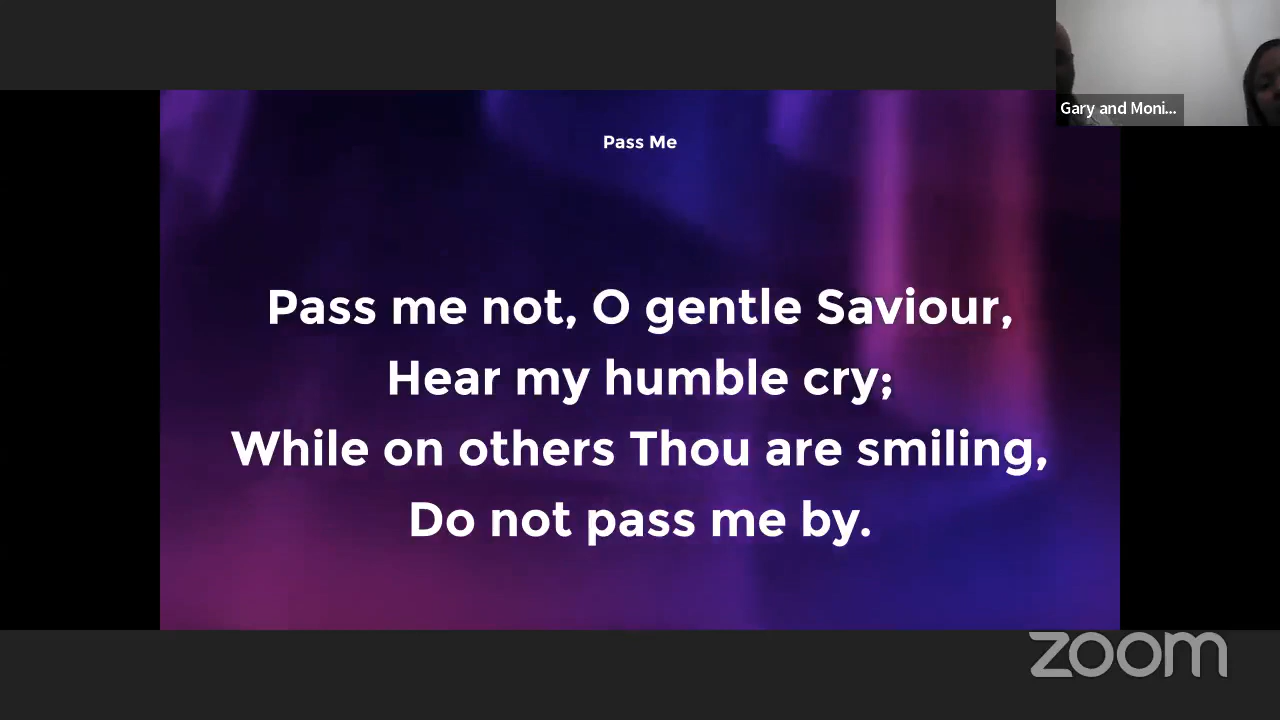 Gary and Moni...
Pass Me
Pass me not, O gentle Saviour,
Hear my humble cry;
While on others Thou are smiling,
Do not pass me by.
zoom